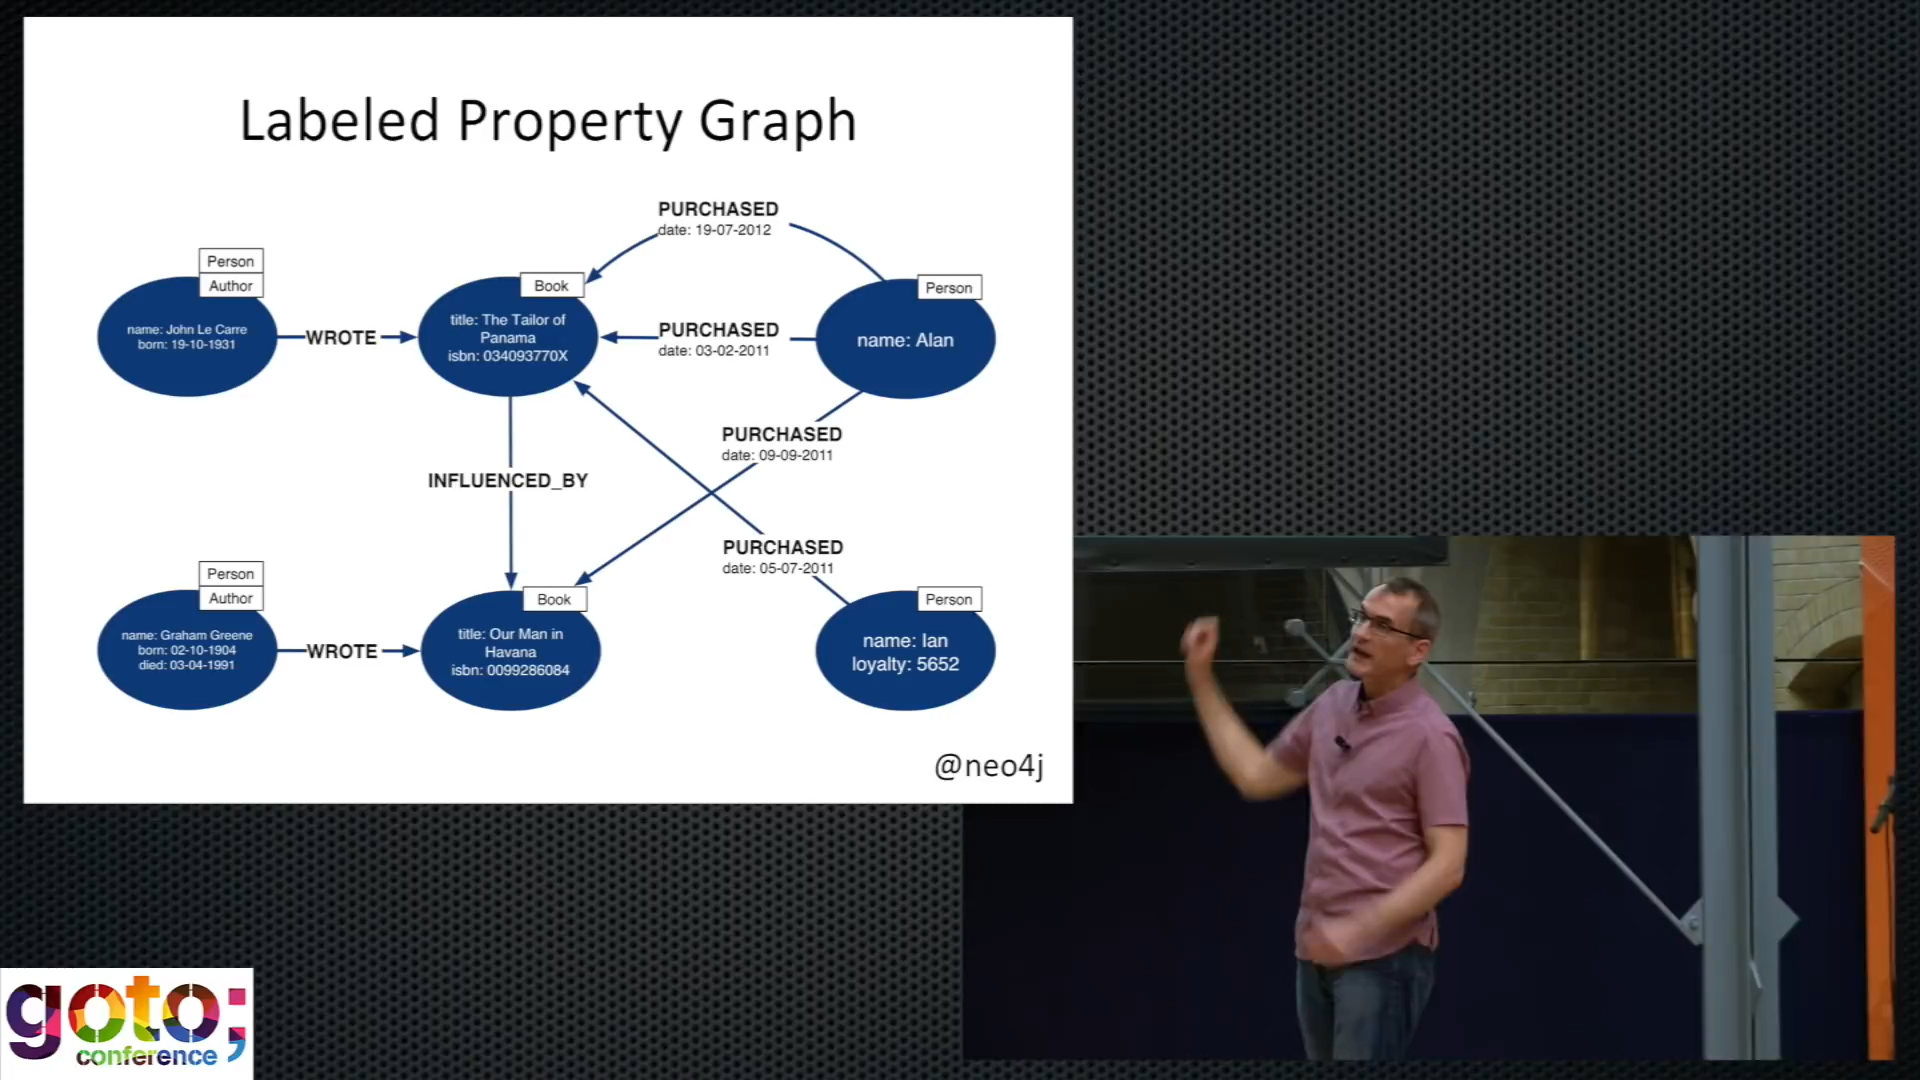 Labeled Property Graph
PURCHASED
date: 19-07-2012
Person
Author
name: John Le Carre
born: 19-10-1931
WROTE
Book
title: The Tailor of
Panama
isbn: 034093770X
PURCHASED
date: 03-02-2011
Person
name: Alan
PURCHASED
date: 09-09-2011
INFLUENCED_BY
PURCHASED
date: 05-07-2011
Person
Author
name: Graham Greene
born: 02-10-1904
died: 03-04-1991
WROTE
Book
title: Our Man in
Havana
isbn: 0099286084
Person
name: Ian
loyalty: 5652
@neo4j
goto;
conference